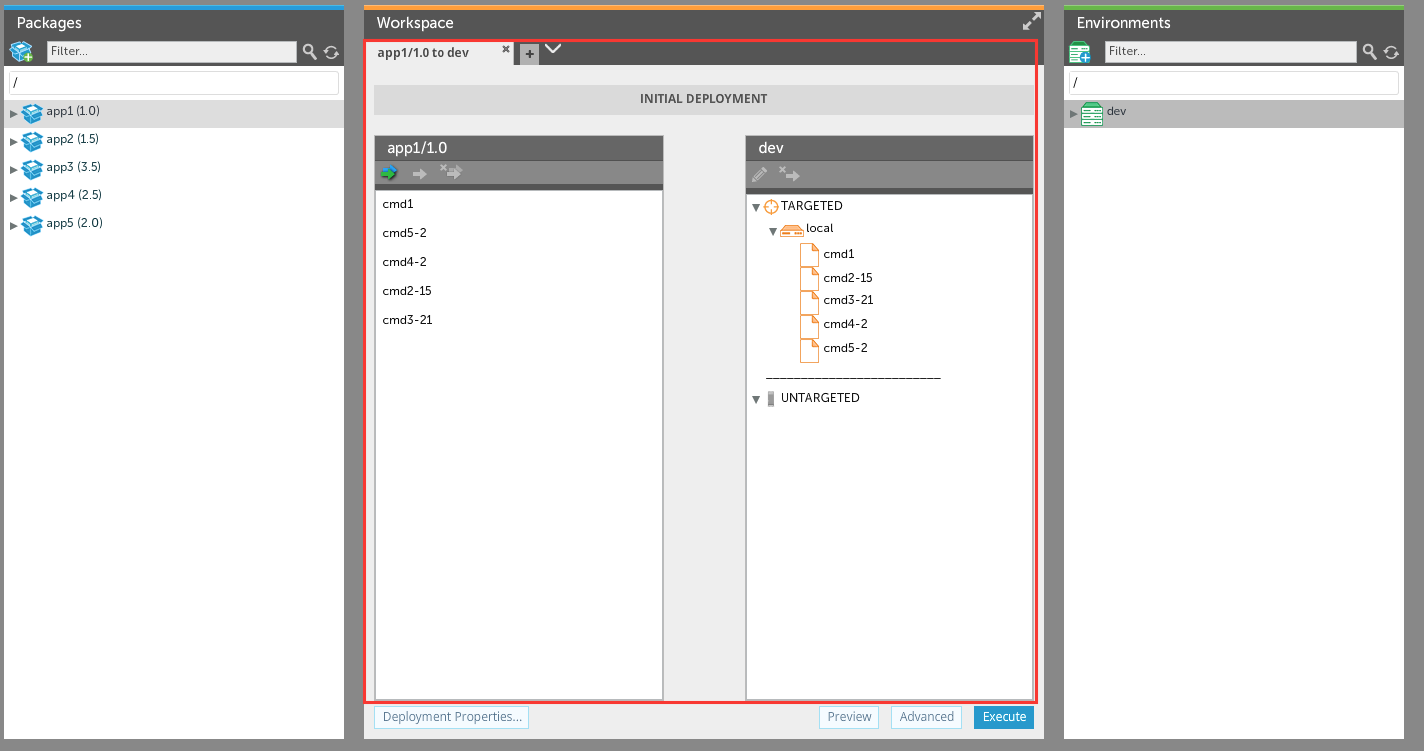 Packages
Filter...
/
app1 (1.0)
app2 (1.5)
app3 (3.5)
app4 (2.5)
app5 (2.0)
Workspace
app1/1.0 to dev
INITIAL DEPLOYMENT
app1/1.0
cmd1
cmd5-2
cmd4-2
cmd2-15
cmd3-21
dev
TARGETED
local
cmd1
cmd2-15
cmd3-21
cmd4-2
cmd5-2
_________________________
UNTARGETED
Deployment Properties...
Preview
Advanced
Execute
Environments
Filter...
/
dev